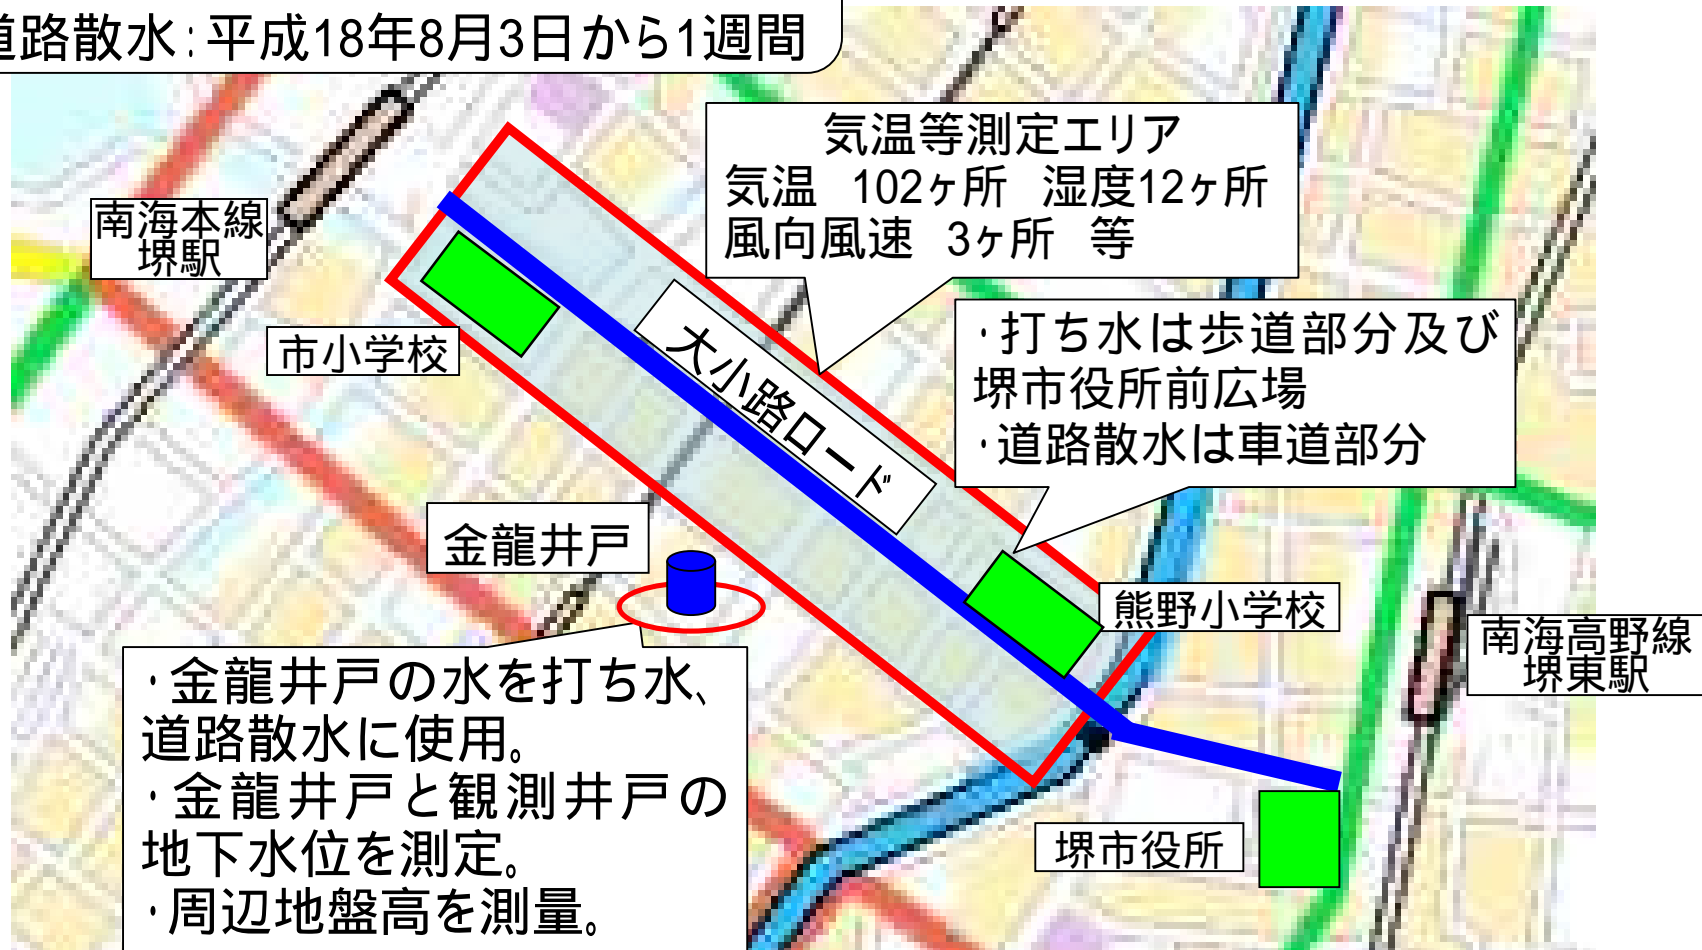 道路散水：平成18年8月3日から1週間
気温等測定エリア
気温 102ヶ所 湿度12ヶ所
風向風速 3ヶ所 等
南海本線
堺駅
市小学校
大小路ロード
・打ち水は歩道部分及び
堺市役所前広場
・道路散水は車道部分
金龍井戸
熊野小学校
南海高野線
堺東駅
・金龍井戸の水を打ち水、
道路散水に使用。
・金龍井戸と観測井戸の
地下水位を測定。
・周辺地盤高を測量。
堺市役所